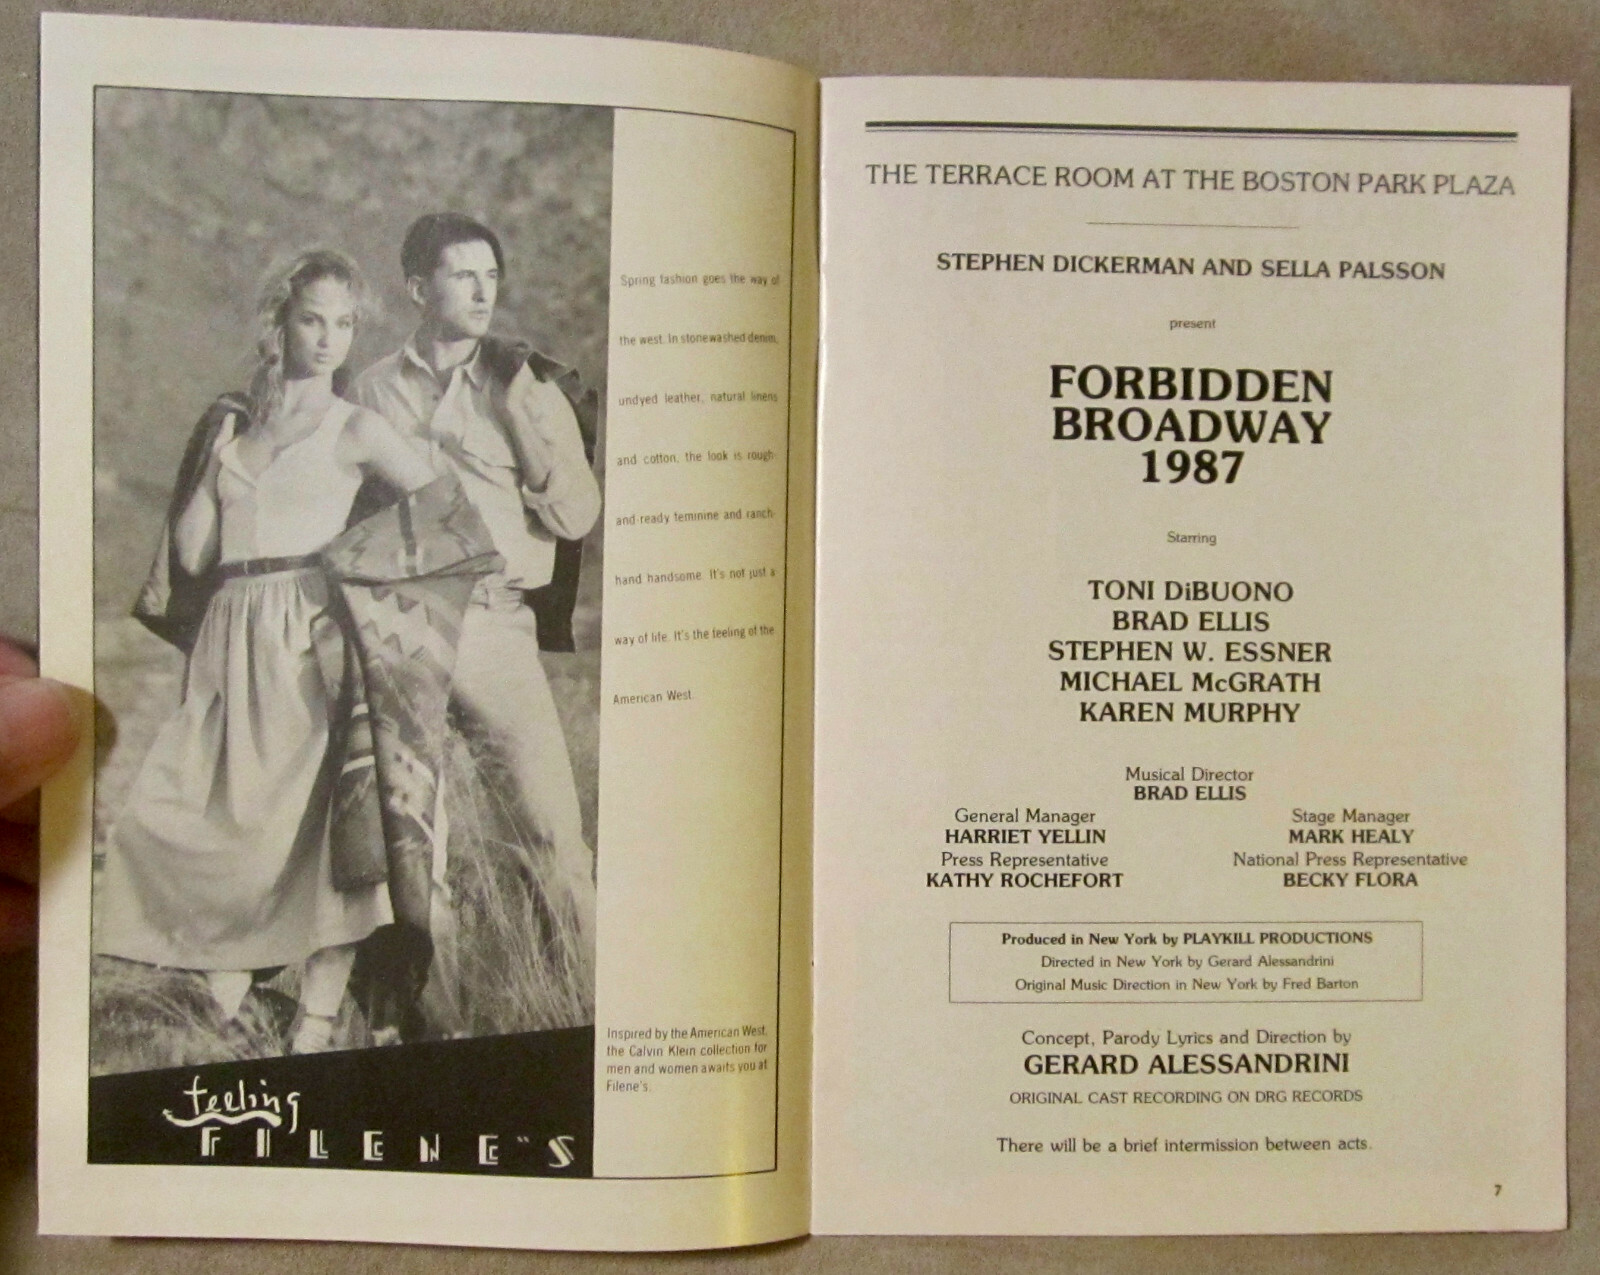 Spring fashion goes the way of
the west. In stonewashed denim,
undyed leather, natural linens
and cotton, the look is rough-
and-ready feminine and ranch-
hand handsome. It's not just a
way of life. It's the feeling of the
American West.
Inspired by the American West,
the Calvin Klein collection for
men and women awaits you at
Filene's.
feeling
FILENE'S
THE TERRACE ROOM AT THE BOSTON PARK PLAZA
STEPHEN DICKERMAN AND SELLA PALSSON
present
FORBIDDEN
BROADWAY
1987
Starring
TONI DiBUONO
BRAD ELLIS
STEPHEN W. ESSNER
MICHAEL McGRATH
KAREN MURPHY
Musical Director
BRAD ELLIS
General Manager
HARRIET YELLIN
Press Representative
KATHY ROCHEFORT
Stage Manager
MARK HEALY
National Press Representative
BECKY FLORA
Produced in New York by PLAYKILL PRODUCTIONS
Directed in New York by Gerard Alessandrini
Original Music Direction in New York by Fred Barton
Concept, Parody Lyrics and Direction by
GERARD ALESSANDRINI
ORIGINAL CAST RECORDING ON DRG RECORDS
There will be a brief intermission between acts.
7